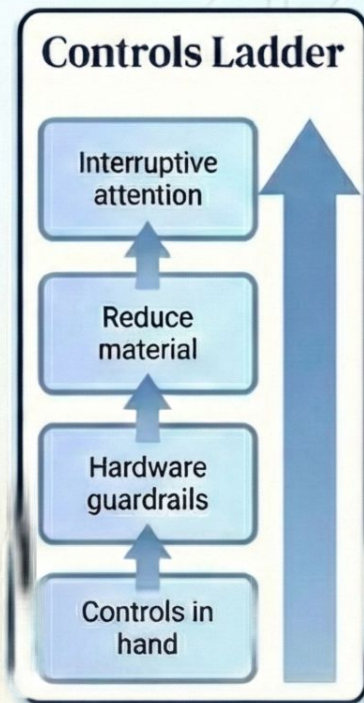 Controls Ladder
Interruptive
attention
Reduce
material
Hardware
guardrails
Controls in
hand